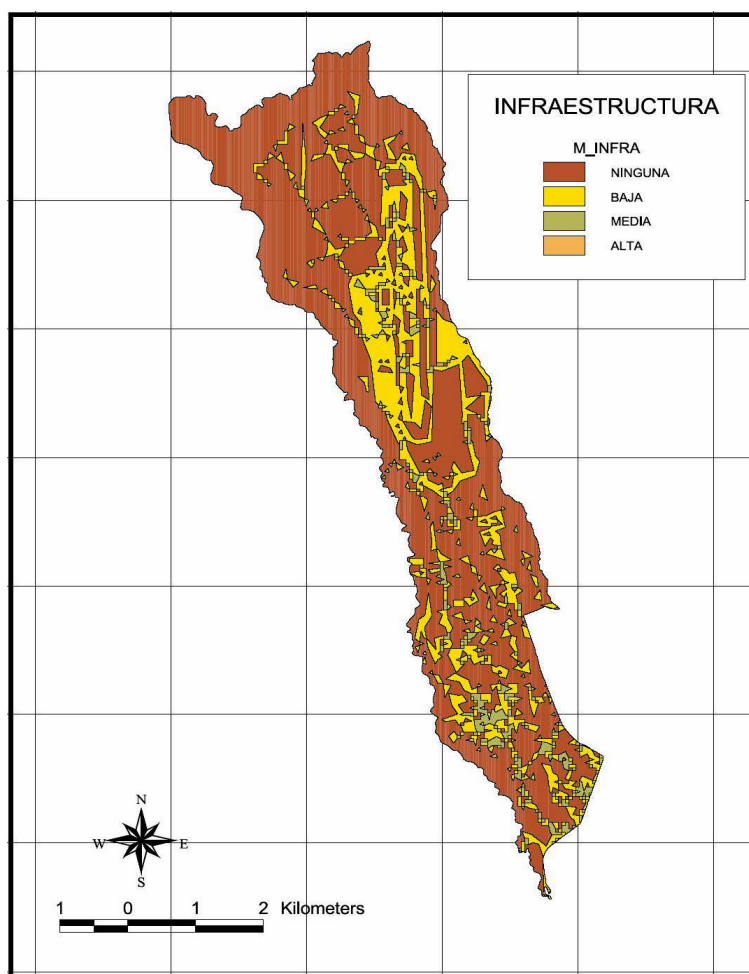 INFRAESTRUCTURA
M_INFRA
NINGUNA
BAJA
MEDIA
ALTA
N
W E
S
1 0 1 2 Kilometers